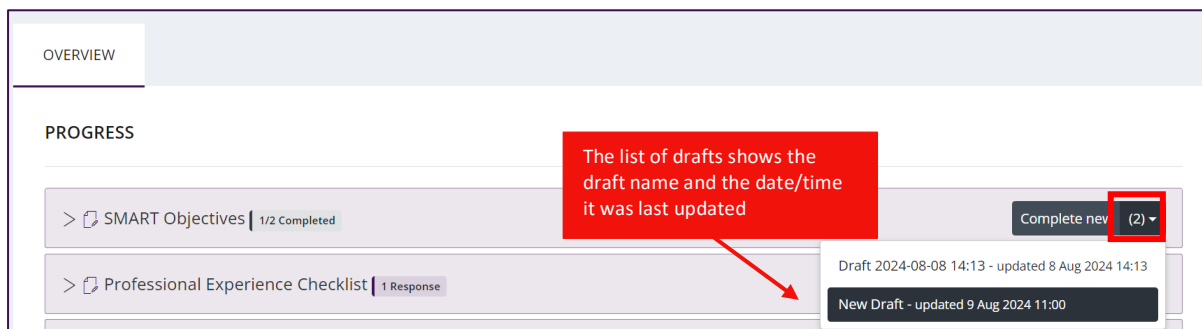 OVERVIEW
PROGRESS
The list of drafts shows the
draft name and the date/time
it was last updated
SMART Objectives 1/2 Completed
Complete new (2)
Draft 2024-08-08 14:13 - updated 8 Aug 2024 14:13
Professional Experience Checklist 1 Response
New Draft - updated 9 Aug 2024 11:00